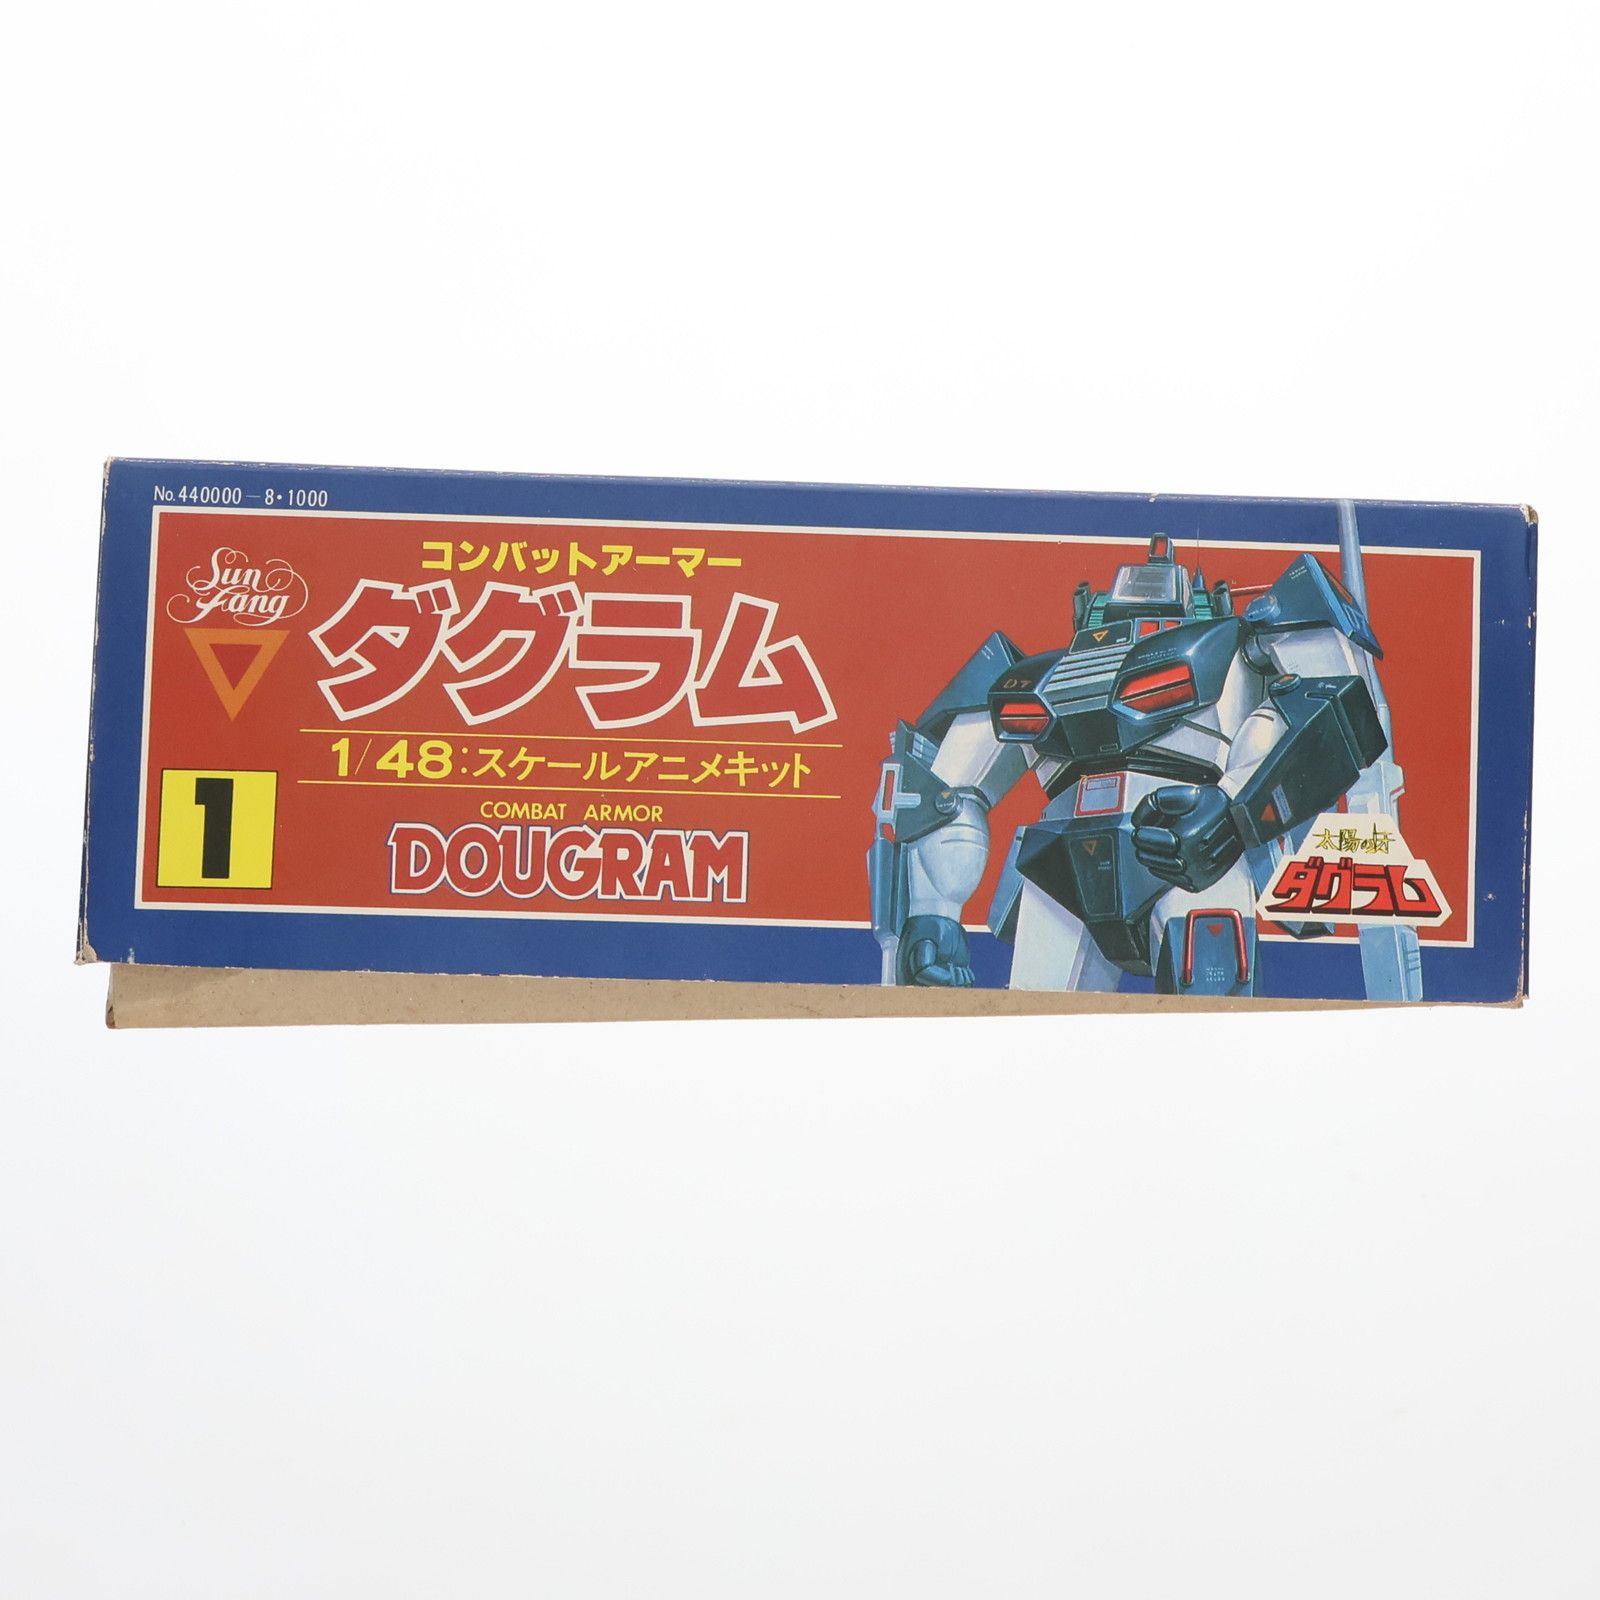 No.440000-8・1000
Sun Fang
コンバットアーマー
ダグラム
1/48:スケールアニメキット
1
COMBAT ARMOR
DOUGRAM
D7
太陽の牙
ダグラム